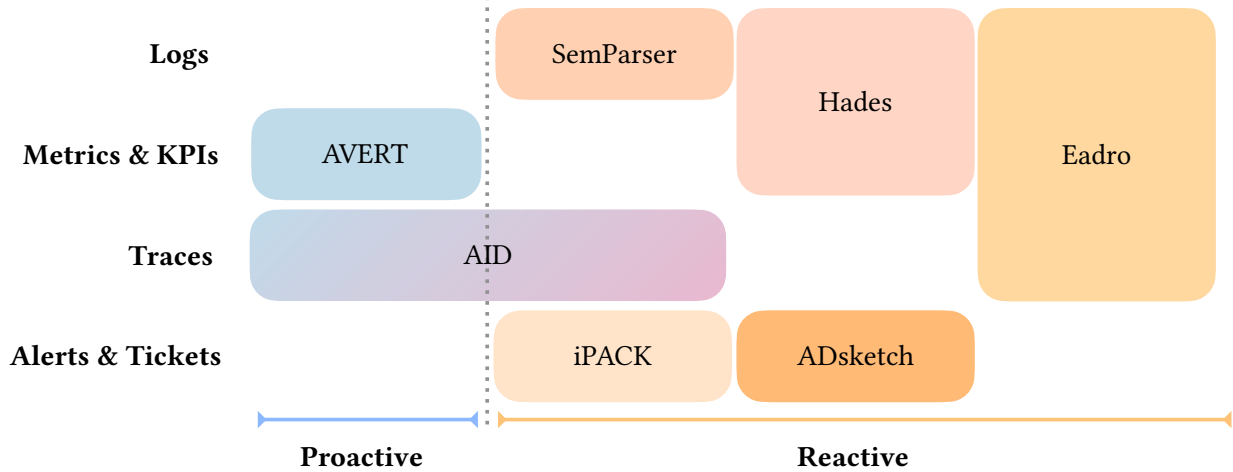 Logs
SemParser
Hades
Metrics & KPIs
AVERT
Eadro
Traces
AID
Alerts & Tickets
iPACK
ADsketch
Proactive
Reactive